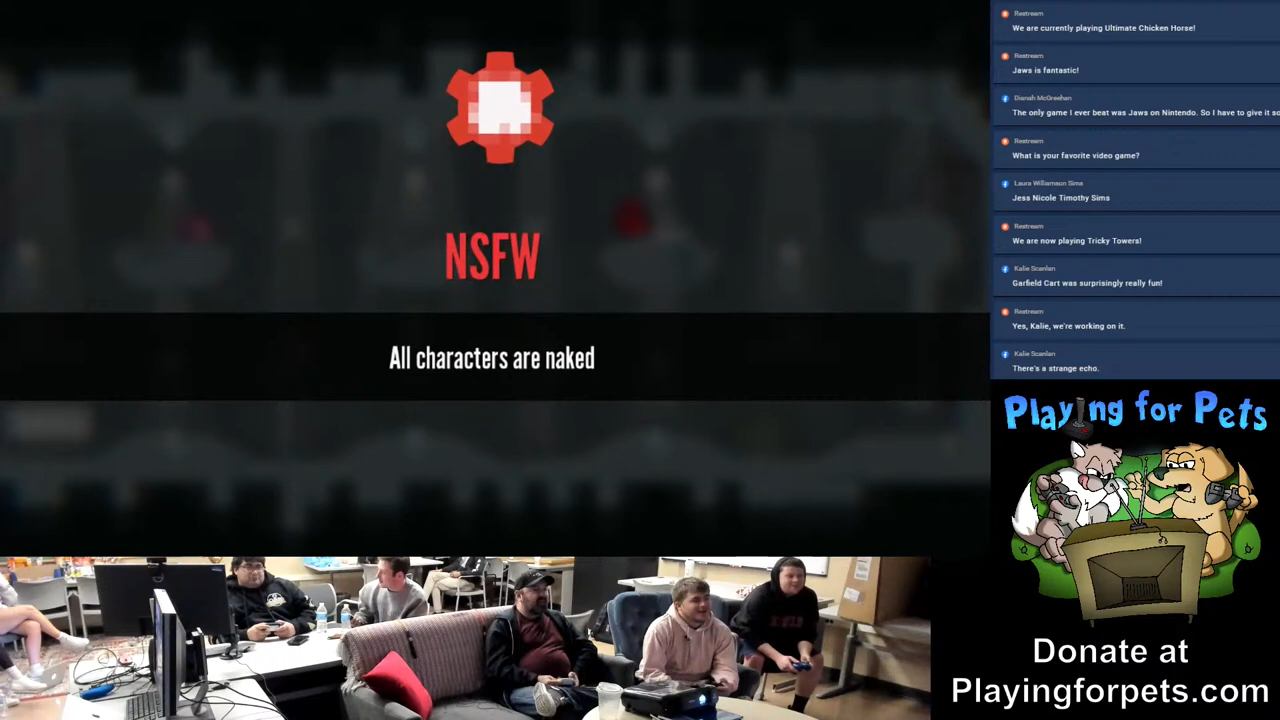 NSFW
All characters are naked
Restream
We are currently playing Ultimate Chicken Horse!
Restream
Jaws is fantastic!
Dianah McGreehan
The only game I ever beat was Jaws on Nintendo. So I have to give it so
Restream
What is your favorite video game?
Laura Williamson Sims
Jess Nicole Timothy Sims
Restream
We are now playing Tricky Towers!
Kalie Scanlan
Garfield Cart was surprisingly really fun!
Restream
Yes, Kalie, we're working on it.
Kalie Scanlan
There's a strange echo.
Playing for Pets
Donate at
Playingforpets.com